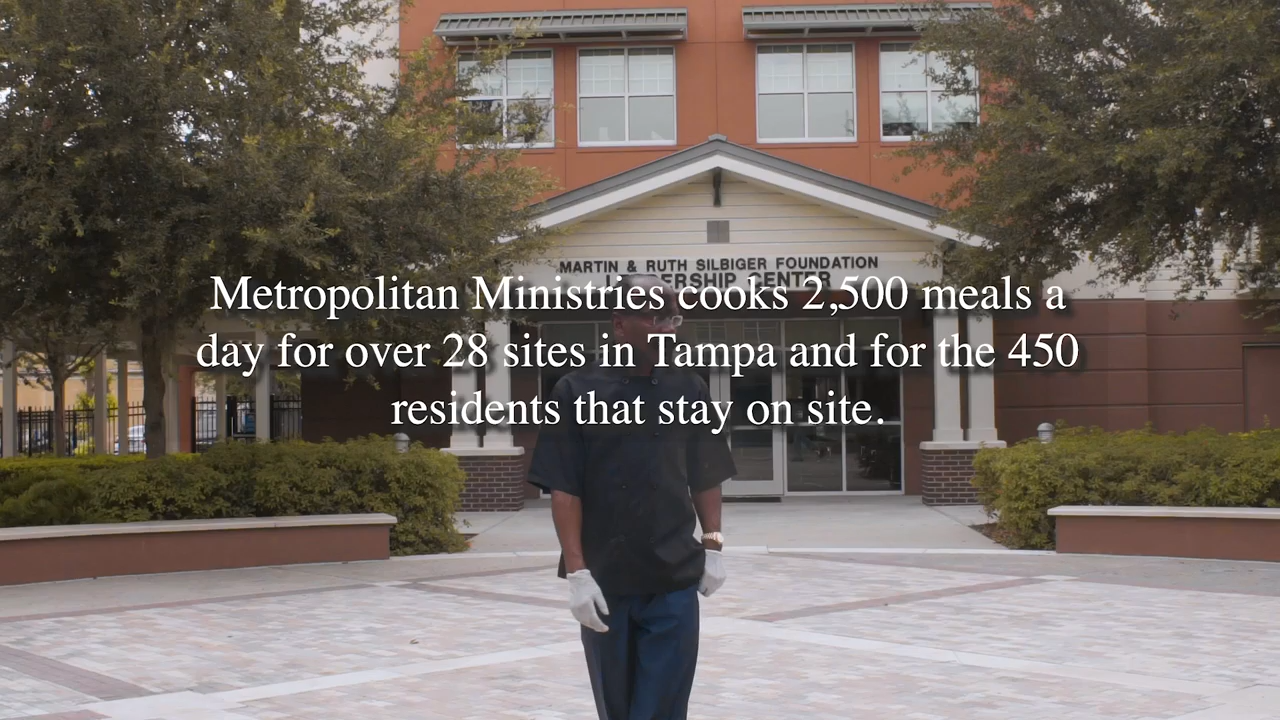 MARTIN & RUTH SILBIGER FOUNDATION
CENTER
Metropolitan Ministries cooks 2,500 meals a
day for over 28 sites in Tampa and for the 450
residents that stay on site.